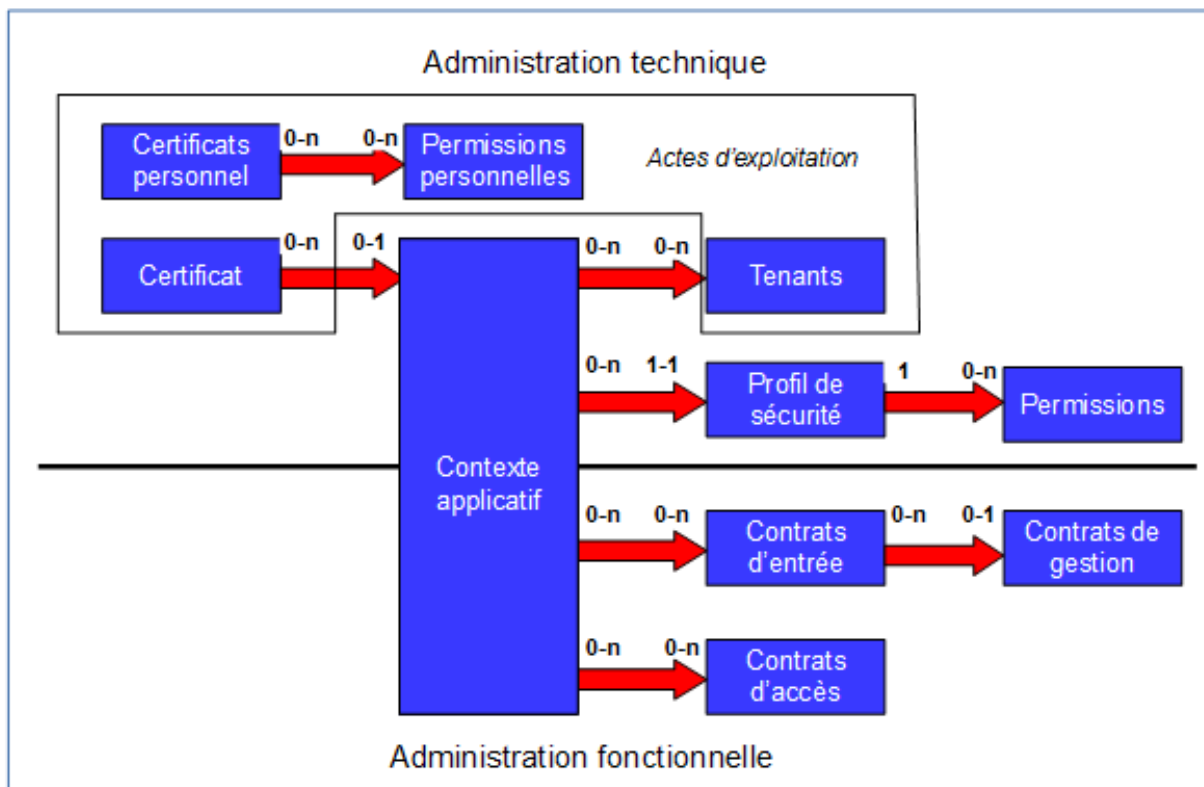 Administration technique
0-n
0-n
Certificats
personnel
Permissions
personnelles
Actes d'exploitation
0-n
0-1
0-n
0-n
Certificat
Tenants
0-n
1-1
1
0-n
Profil de
sécurité
Permissions
Contexte
applicatif
0-n
0-n
0-n
0-1
Contrats
d'entrée
Contrats de
gestion
0-n
0-n
Contrats
d'accès
Administration fonctionnelle